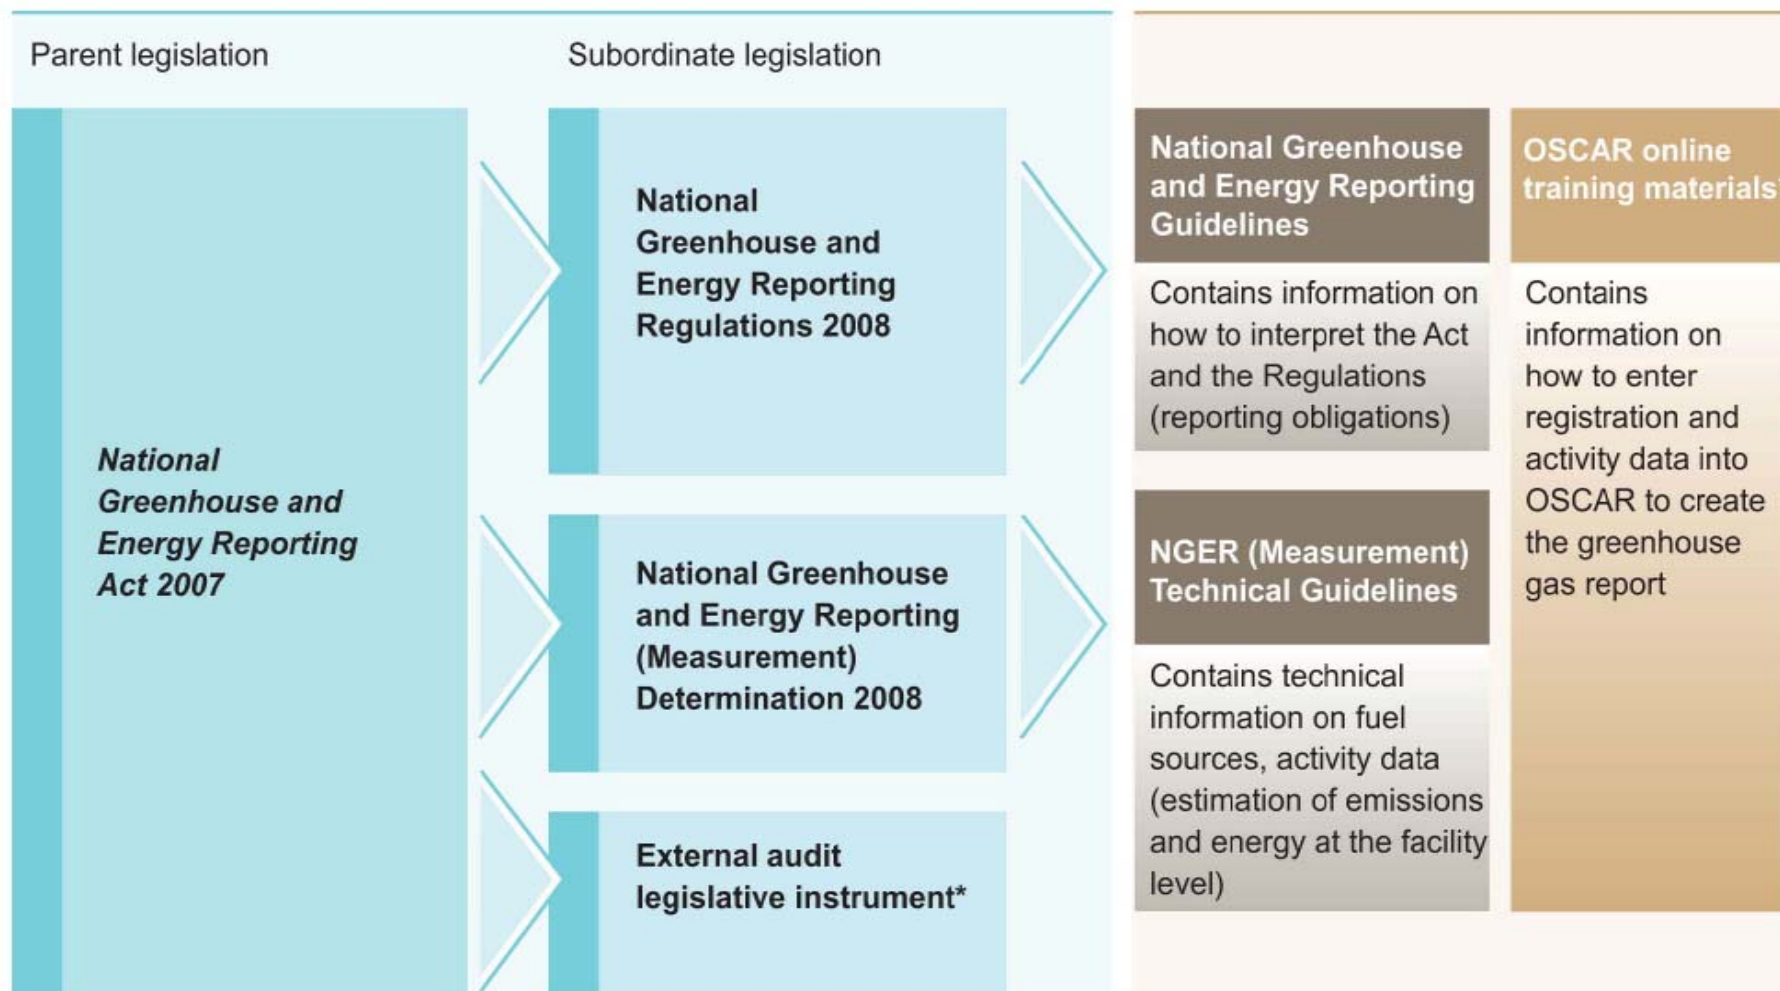 Parent legislation
Subordinate legislation
National
Greenhouse and
Energy Reporting
Act 2007
National
Greenhouse and
Energy Reporting
Regulations 2008
National Greenhouse
and Energy Reporting
(Measurement)
Determination 2008
External audit
legislative instrument*
National Greenhouse
and Energy Reporting
Guidelines
Contains information on
how to interpret the Act
and the Regulations
(reporting obligations)
NGER (Measurement)
Technical Guidelines
Contains technical
information on fuel
sources, activity data
(estimation of emissions
and energy at the facility
level)
OSCAR online
training materials*
Contains
information on
how to enter
registration and
activity data into
OSCAR to create
the greenhouse
gas report